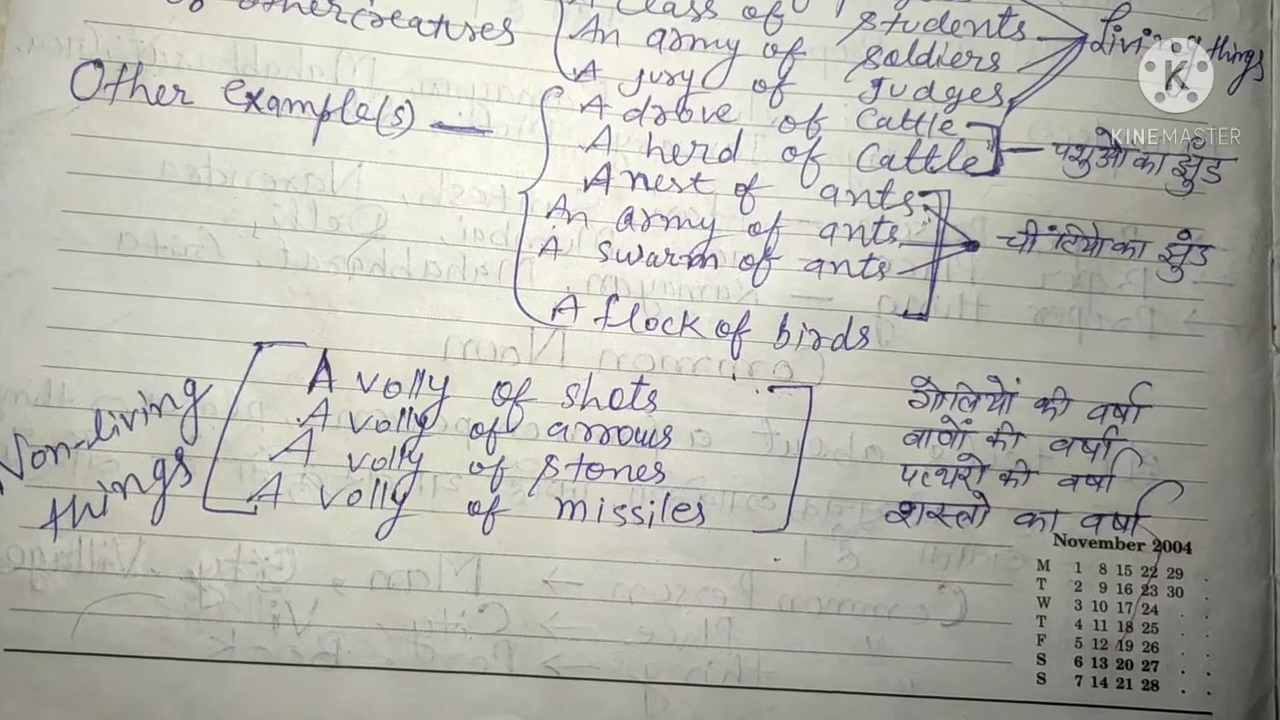 A class of Students
of other creatures
An army of Soldiers
Living things
A jury of Judges
Other Example(s) —
A drove of Cattle
A herd of Cattle
पशुओ का झुँड
A nest of ants
An army of ants
A swarm of ants
चींटियो का झुँड
A flock of birds
Non-living things
A volly of shots
गोलियों की वर्षा
A volly of arrows
वाणों की वर्षा
A volly of stones
पत्थरो की वर्षा
A volly of missiles
शस्त्रो का वर्षा
K
KINEMASTER
November 2004
M 1 8 15 22 29 .
T 2 9 16 23 30 .
W 3 10 17 24 . .
T 4 11 18 25 . .
F 5 12 19 26 . .
S 6 13 20 27 . .
S 7 14 21 28 . .